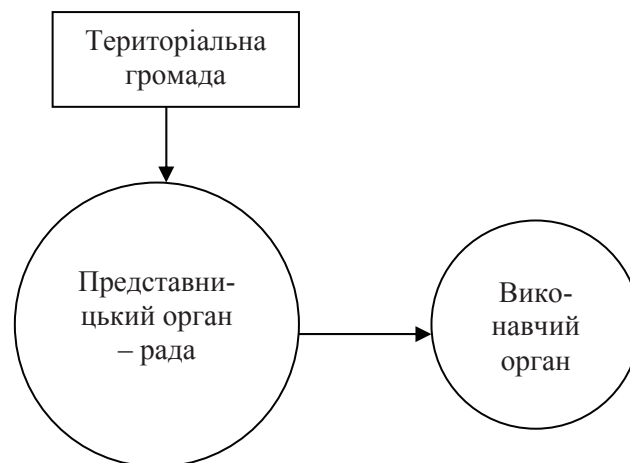 Територіальна
громада
Представни-
цький орган
– рада
Вико-
навчий
орган